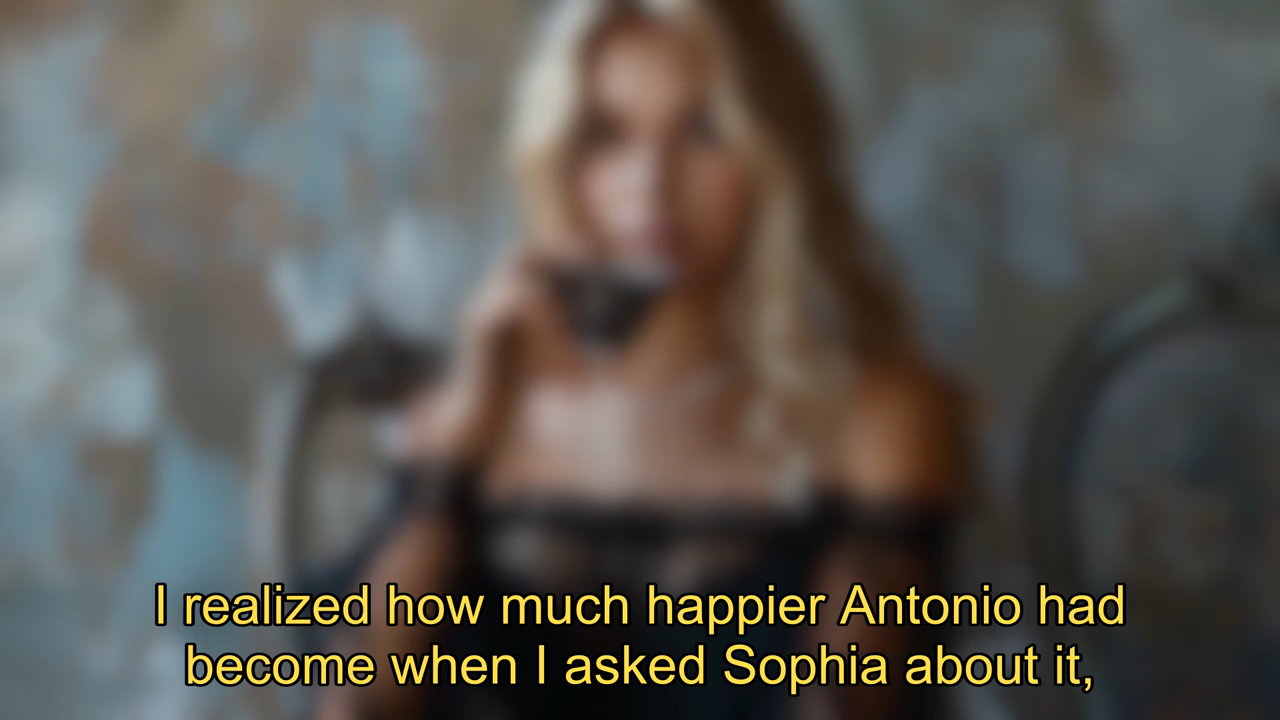 I realized how much happier Antonio had
become when I asked Sophia about it,